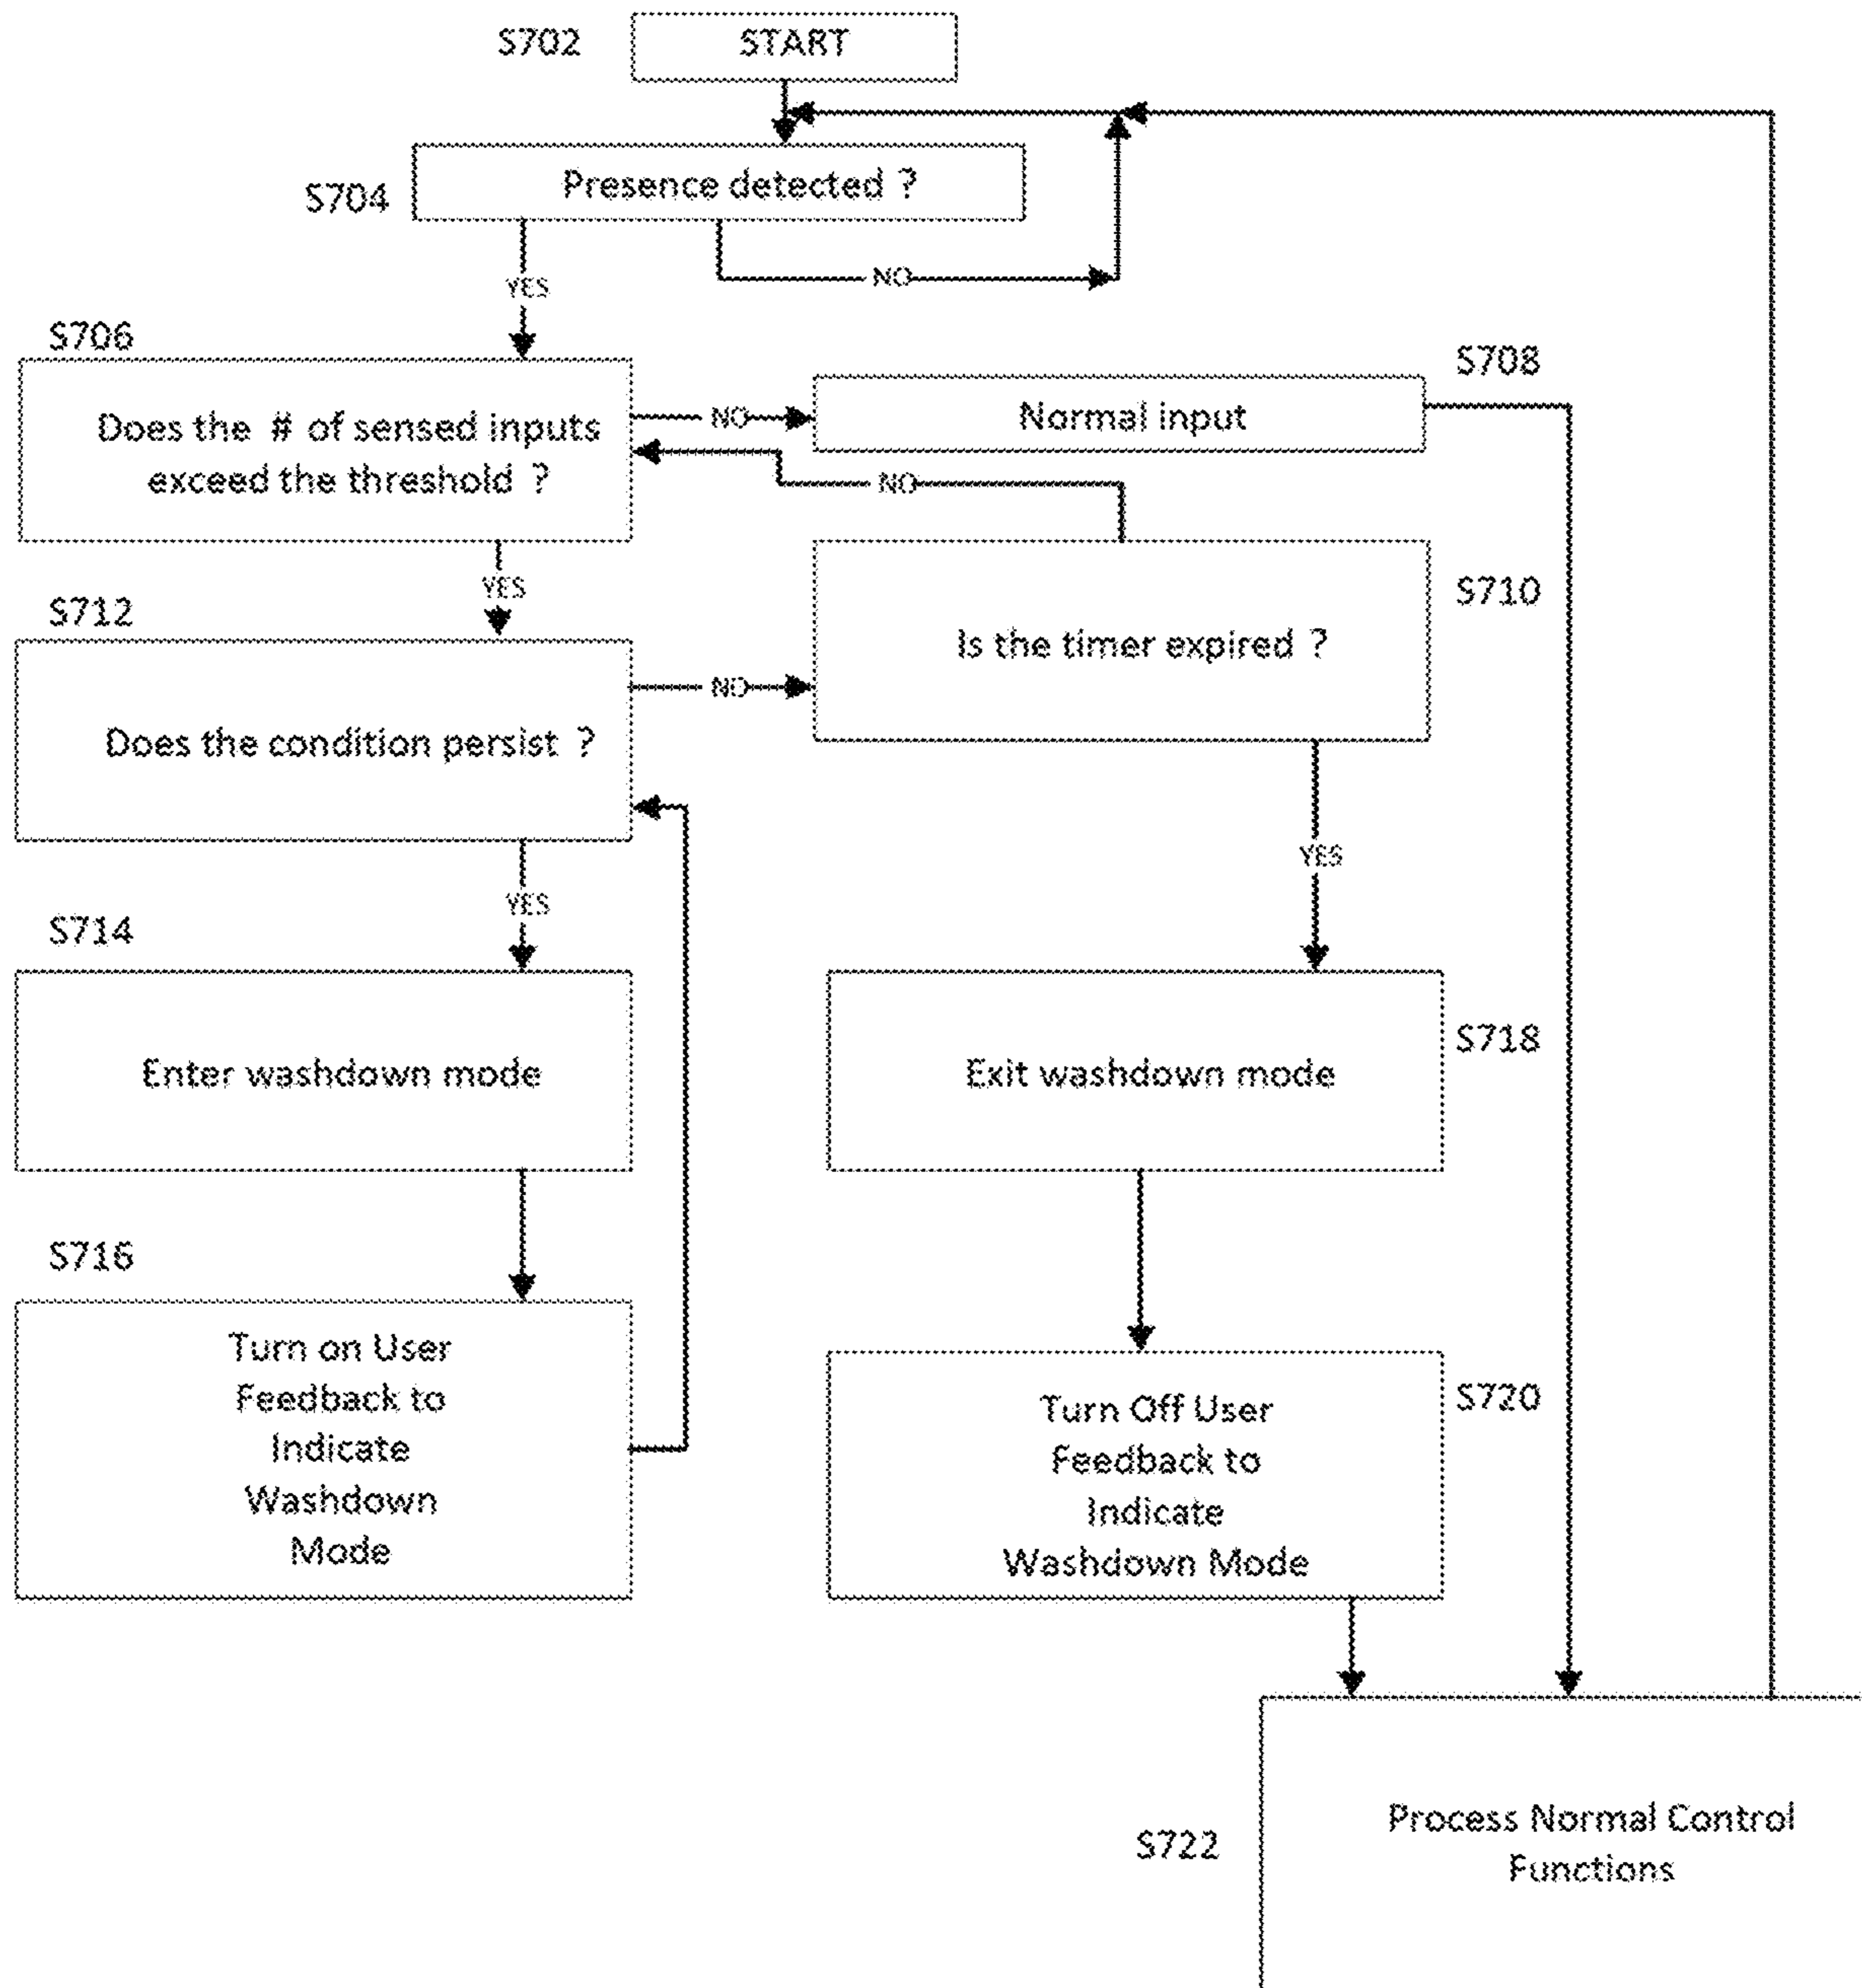 S702
START
S704
Presence detected ?
YES
NO
S706
Does the # of sensed inputs
exceed the threshold ?
NO
Normal input
S708
NO
YES
S712
Does the condition persist ?
NO
Is the timer expired ?
S710
YES
YES
S714
Enter washdown mode
Exit washdown mode
S718
S716
Turn on User
Feedback to
Indicate
Washdown
Mode
Turn Off User
Feedback to
Indicate
Washdown Mode
S720
S722
Process Normal Control
Functions